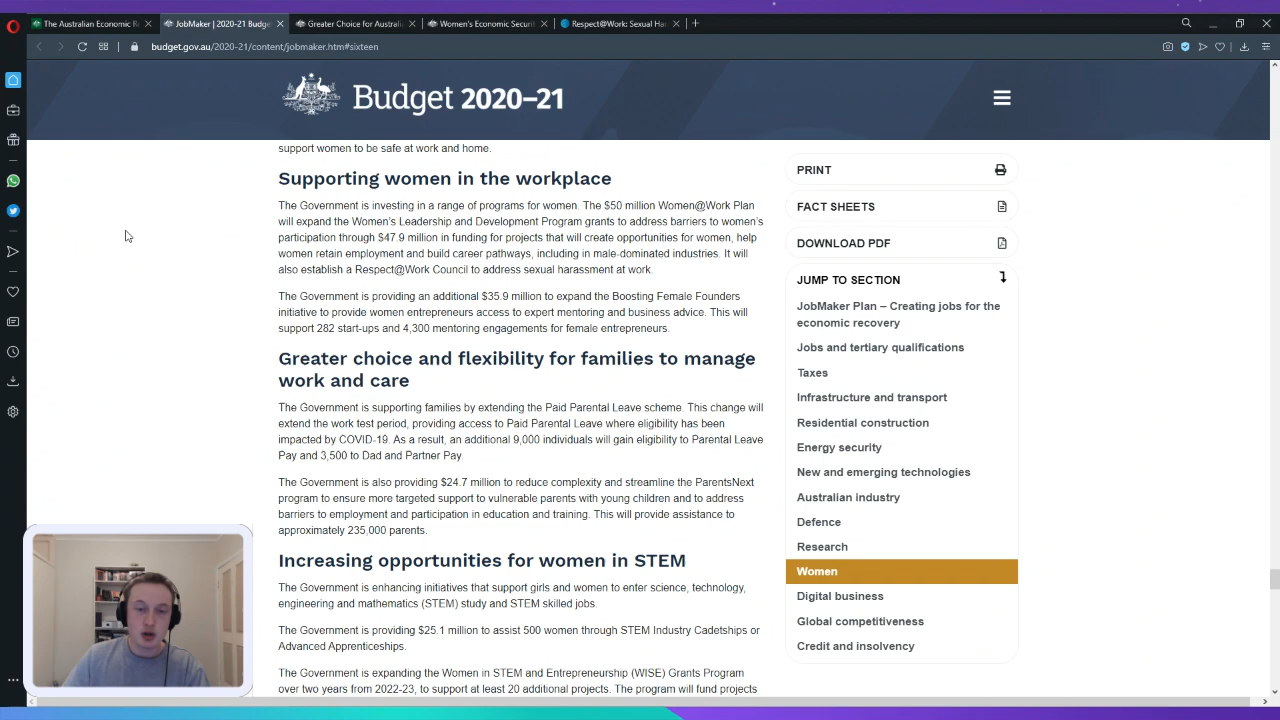 The Australian Economic R
JobMaker | 2020-21 Budge
Greater Choice for Australi
Women's Economic Securit
Respect@Work: Sexual Ha
budget.gov.au/2020-21/content/jobmaker.htm#sixteen
Budget 2020–21
support women to be safe at work and home.
Supporting women in the workplace
The Government is investing in a range of programs for women. The $50 million Women@Work Plan
will expand the Women's Leadership and Development Program grants to address barriers to women's
participation through $47.9 million in funding for projects that will create opportunities for women, help
women retain employment and build career pathways, including in male-dominated industries. It will
also establish a Respect@Work Council to address sexual harassment at work.
The Government is providing an additional $35.9 million to expand the Boosting Female Founders
initiative to provide women entrepreneurs access to expert mentoring and business advice. This will
support 282 start-ups and 4,300 mentoring engagements for female entrepreneurs.
Greater choice and flexibility for families to manage
work and care
The Government is supporting families by extending the Paid Parental Leave scheme. This change will
extend the work test period, providing access to Paid Parental Leave where eligibility has been
impacted by COVID-19. As a result, an additional 9,000 individuals will gain eligibility to Parental Leave
Pay and 3,500 to Dad and Partner Pay.
The Government is also providing $24.7 million to reduce complexity and streamline the ParentsNext
program to ensure more targeted support to vulnerable parents with young children and to address
barriers to employment and participation in education and training. This will provide assistance to
approximately 235,000 parents.
Increasing opportunities for women in STEM
The Government is enhancing initiatives that support girls and women to enter science, technology,
engineering and mathematics (STEM) study and STEM skilled jobs.
The Government is providing $25.1 million to assist 500 women through STEM Industry Cadetships or
Advanced Apprenticeships.
The Government is expanding the Women in STEM and Entrepreneurship (WISE) Grants Program
over two years from 2022-23, to support at least 20 additional projects. The program will fund projects
PRINT
FACT SHEETS
DOWNLOAD PDF
JUMP TO SECTION
JobMaker Plan – Creating jobs for the
economic recovery
Jobs and tertiary qualifications
Taxes
Infrastructure and transport
Residential construction
Energy security
New and emerging technologies
Australian industry
Defence
Research
Women
Digital business
Global competitiveness
Credit and insolvency